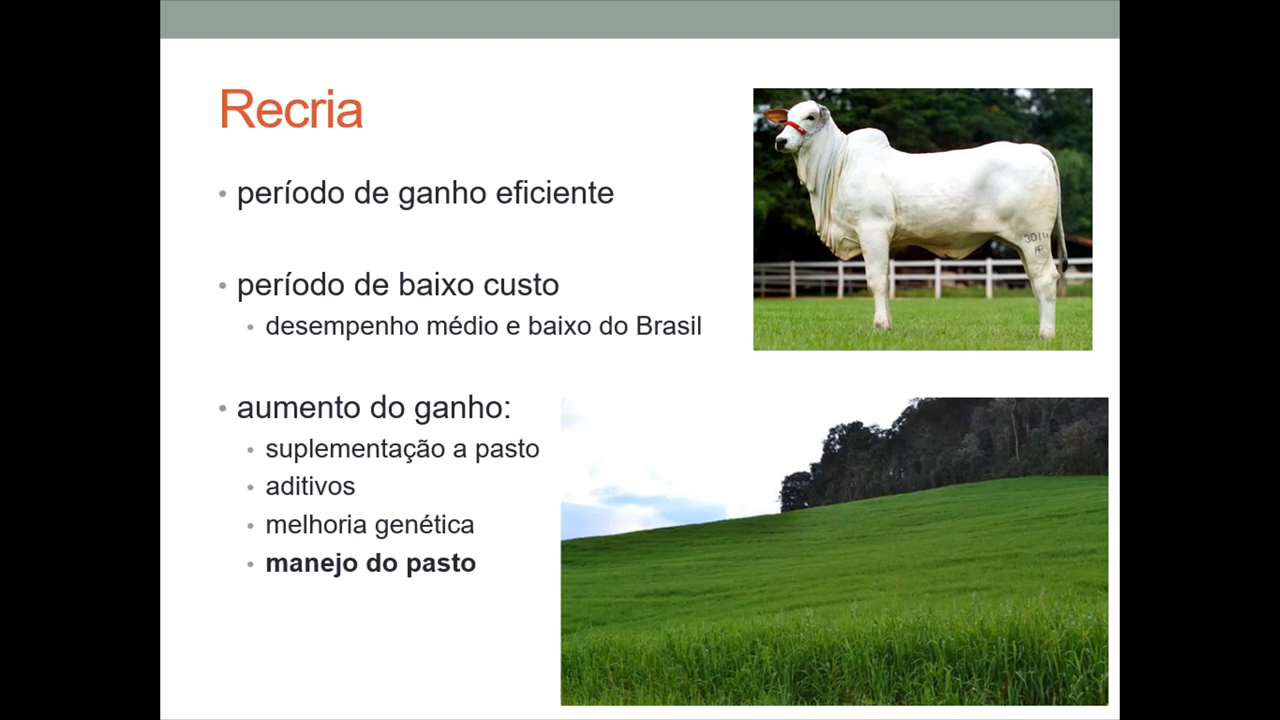 Recria
• período de ganho eficiente
• período de baixo custo
• desempenho médio e baixo do Brasil
• aumento do ganho:
• suplementação a pasto
• aditivos
• melhoria genética
• manejo do pasto
3014